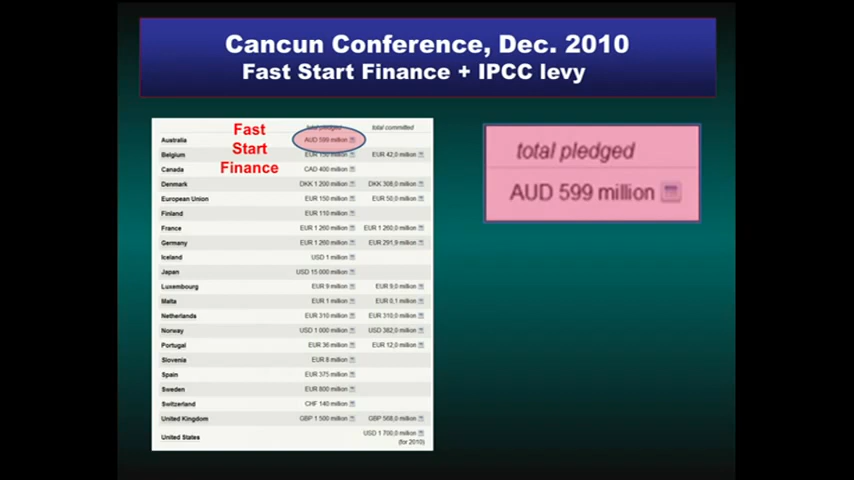 Cancun Conference, Dec. 2010
Fast Start Finance + IPCC levy
Fast
Start
Finance
total pledged total committed
Australia AUD 599 million
Belgium EUR 150 million EUR 42,0 million
Canada CAD 400 million
Denmark DKK 1 200 million DKK 308,0 million
European Union EUR 150 million EUR 50,0 million
Finland EUR 110 million
France EUR 1 260 million EUR 1 260,0 million
Germany EUR 1 260 million EUR 291,9 million
Iceland USD 1 million
Japan USD 15 000 million
Luxembourg EUR 9 million EUR 9,0 million
Malta EUR 1 million EUR 0,1 million
Netherlands EUR 310 million EUR 310,0 million
Norway USD 1 000 million USD 382,0 million
Portugal EUR 36 million EUR 12,0 million
Slovenia EUR 8 million
Spain EUR 375 million
Sweden EUR 800 million
Switzerland CHF 140 million
United Kingdom GBP 1 500 million GBP 568,0 million
United States USD 1 700,0 million
(for 2010)
total pledged
AUD 599 million